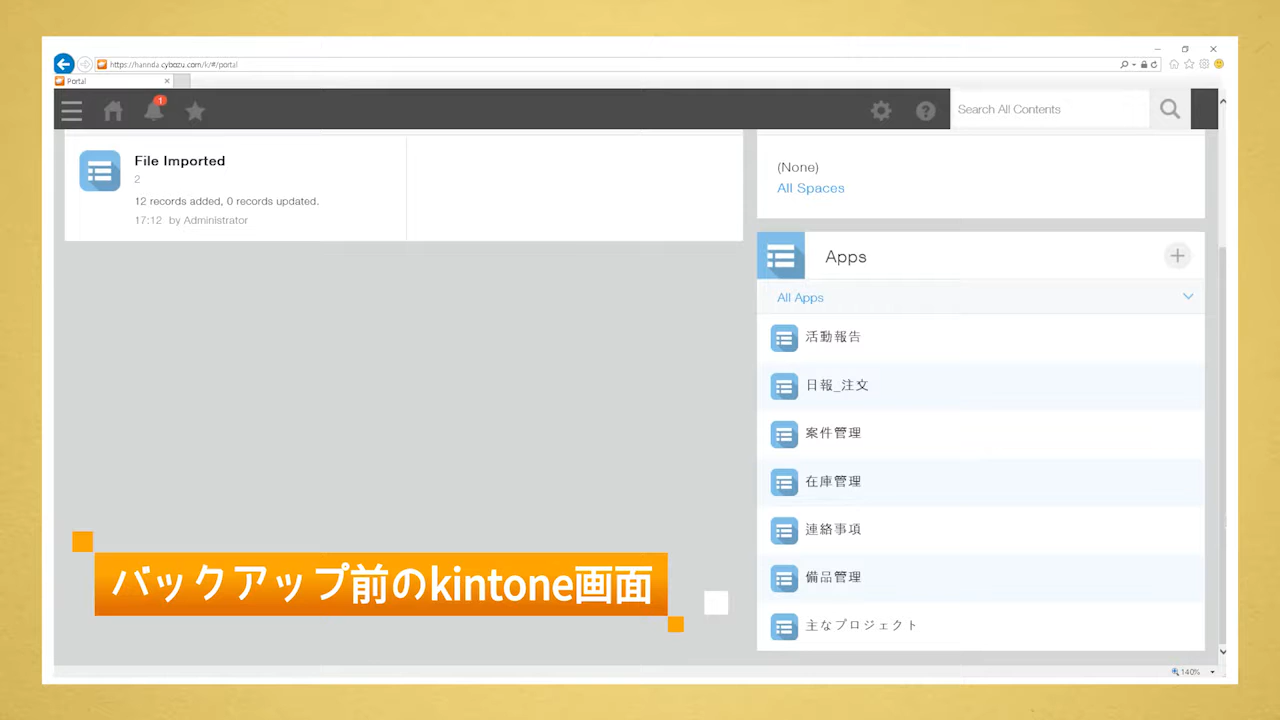 https://hannda.cybozu.com/k/#/portal
Portal
1
Search All Contents
File Imported
2
12 records added, 0 records updated.
17:12 by Administrator
(None)
All Spaces
Apps
All Apps
活動報告
日報_注文
案件管理
在庫管理
連絡事項
備品管理
主なプロジェクト
バックアップ前のkintone画面
140%